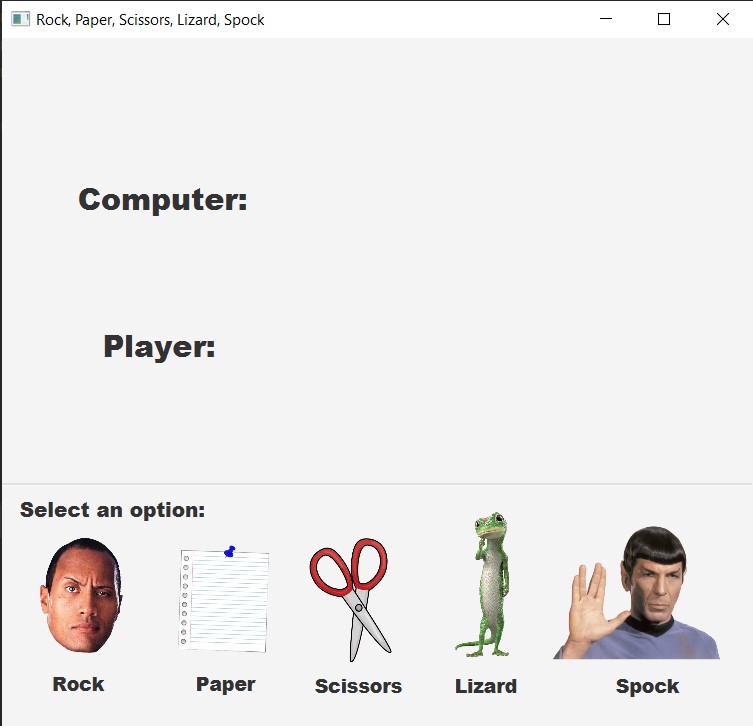 Rock, Paper, Scissors, Lizard, Spock
Computer:
Player:
Select an option:
Rock
Paper
Scissors
Lizard
Spock